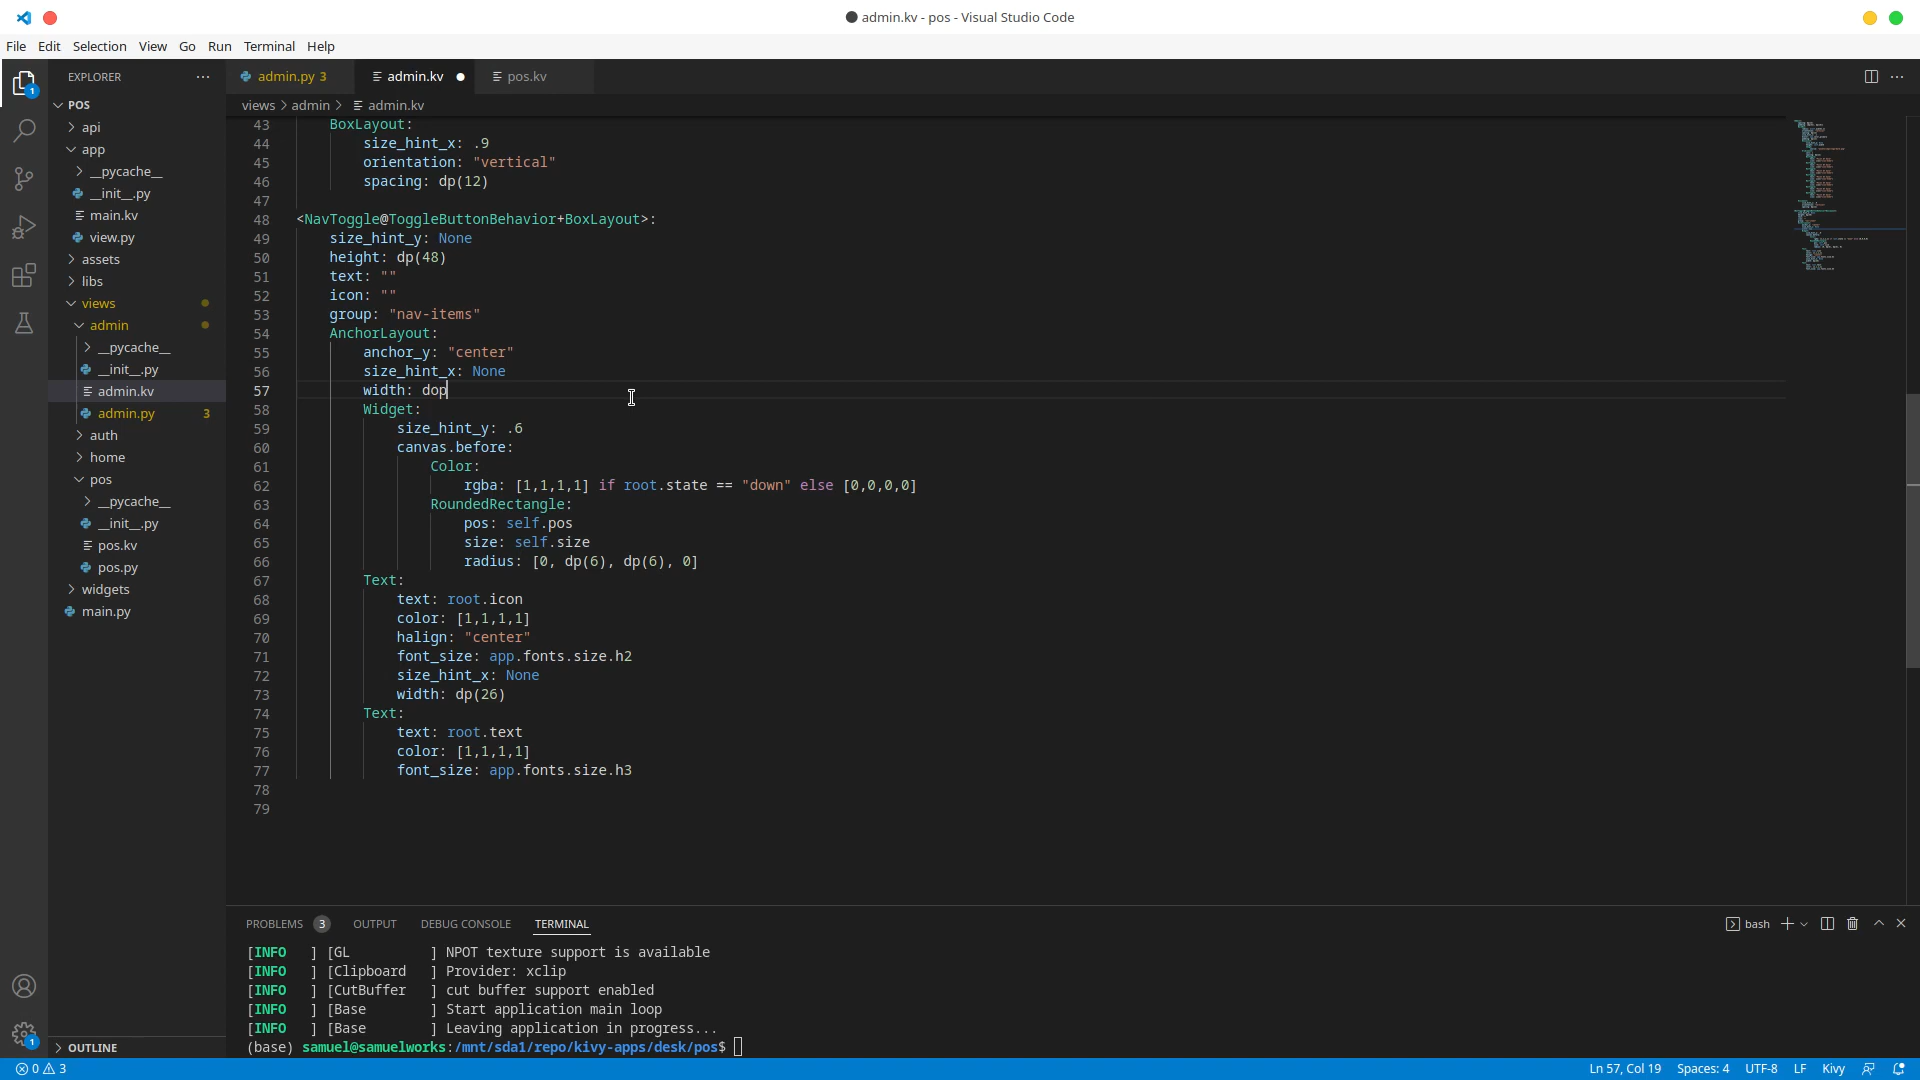 admin.kv - pos - Visual Studio Code
File Edit Selection View Go Run Terminal Help
EXPLORER
admin.py 3
admin.kv
pos.kv
views > admin > admin.kv
POS
api
app
__pycache__
__init__.py
main.kv
view.py
assets
libs
views
admin
__pycache__
__init__.py
admin.kv
admin.py 3
auth
home
pos
__pycache__
__init__.py
pos.kv
pos.py
widgets
main.py
OUTLINE
1
1
43 BoxLayout:
44 size_hint_x: .9
45 orientation: "vertical"
46 spacing: dp(12)
47
48 <NavToggle@ToggleButtonBehavior+BoxLayout>:
49 size_hint_y: None
50 height: dp(48)
51 text: ""
52 icon: ""
53 group: "nav-items"
54 AnchorLayout:
55 anchor_y: "center"
56 size_hint_x: None
57 width: dop
58 Widget:
59 size_hint_y: .6
60 canvas.before:
61 Color:
62 rgba: [1,1,1,1] if root.state == "down" else [0,0,0,0]
63 RoundedRectangle:
64 pos: self.pos
65 size: self.size
66 radius: [0, dp(6), dp(6), 0]
67 Text:
68 text: root.icon
69 color: [1,1,1,1]
70 halign: "center"
71 font_size: app.fonts.size.h2
72 size_hint_x: None
73 width: dp(26)
74 Text:
75 text: root.text
76 color: [1,1,1,1]
77 font_size: app.fonts.size.h3
78
79
PROBLEMS 3 OUTPUT DEBUG CONSOLE TERMINAL
bash
[INFO   ] [GL          ] NPOT texture support is available
[INFO   ] [Clipboard   ] Provider: xclip
[INFO   ] [CutBuffer   ] cut buffer support enabled
[INFO   ] [Base        ] Start application main loop
[INFO   ] [Base        ] Leaving application in progress...
(base) samuel@samuelworks:/mnt/sda1/repo/kivy-apps/desk/pos$
0 3
Ln 57, Col 19 Spaces: 4 UTF-8 LF Kivy